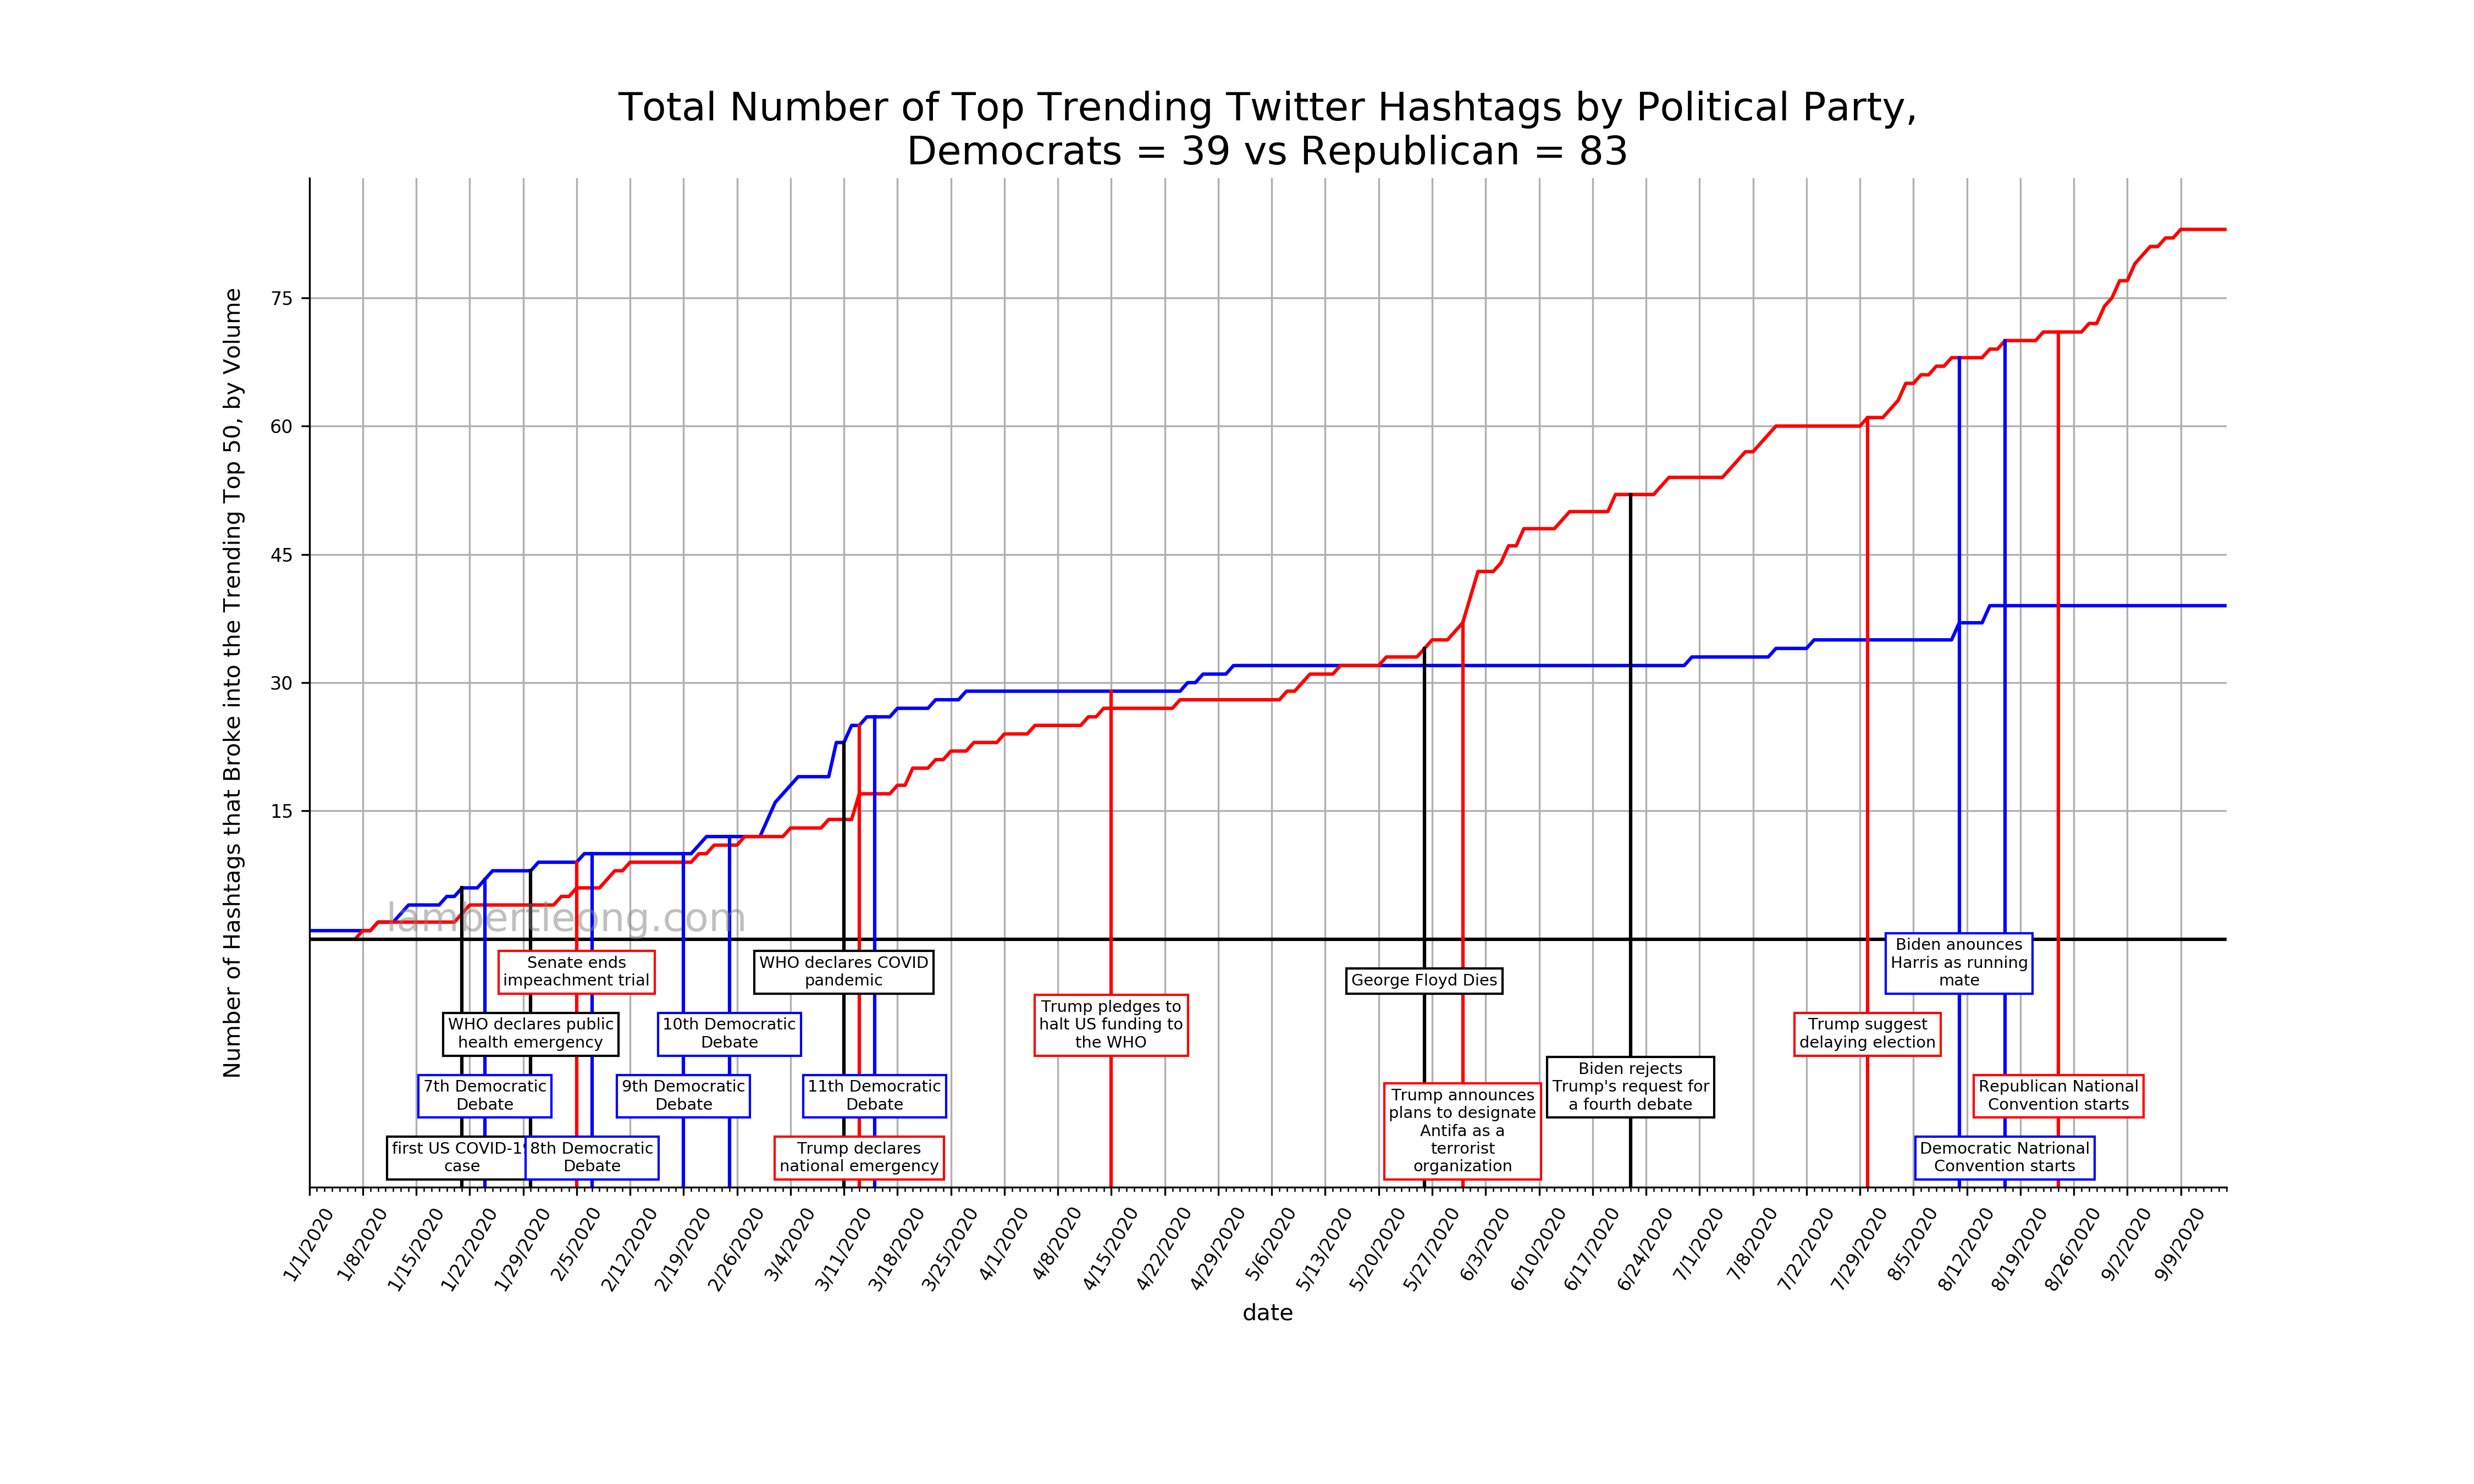 Total Number of Top Trending Twitter Hashtags by Political Party,
Democrats = 39 vs Republican = 83
Number of Hashtags that Broke into the Trending Top 50, by Volume
75
60
45
30
15
lambertleong.com
Senate ends
impeachment trial
WHO declares public
health emergency
7th Democratic
Debate
first US COVID-19
case
8th Democratic
Debate
10th Democratic
Debate
9th Democratic
Debate
WHO declares COVID
pandemic
11th Democratic
Debate
Trump declares
national emergency
Trump pledges to
halt US funding to
the WHO
George Floyd Dies
Trump announces
plans to designate
Antifa as a
terrorist
organization
Biden rejects
Trump's request for
a fourth debate
Trump suggest
delaying election
Biden anounces
Harris as running
mate
Republican National
Convention starts
Democratic Natrional
Convention starts
1/1/2020
1/8/2020
1/15/2020
1/22/2020
1/29/2020
2/5/2020
2/12/2020
2/19/2020
2/26/2020
3/4/2020
3/11/2020
3/18/2020
3/25/2020
4/1/2020
4/8/2020
4/15/2020
4/22/2020
4/29/2020
5/6/2020
5/13/2020
5/20/2020
5/27/2020
6/3/2020
6/10/2020
6/17/2020
6/24/2020
7/1/2020
7/8/2020
7/22/2020
7/29/2020
8/5/2020
8/12/2020
8/19/2020
8/26/2020
9/2/2020
9/9/2020
date